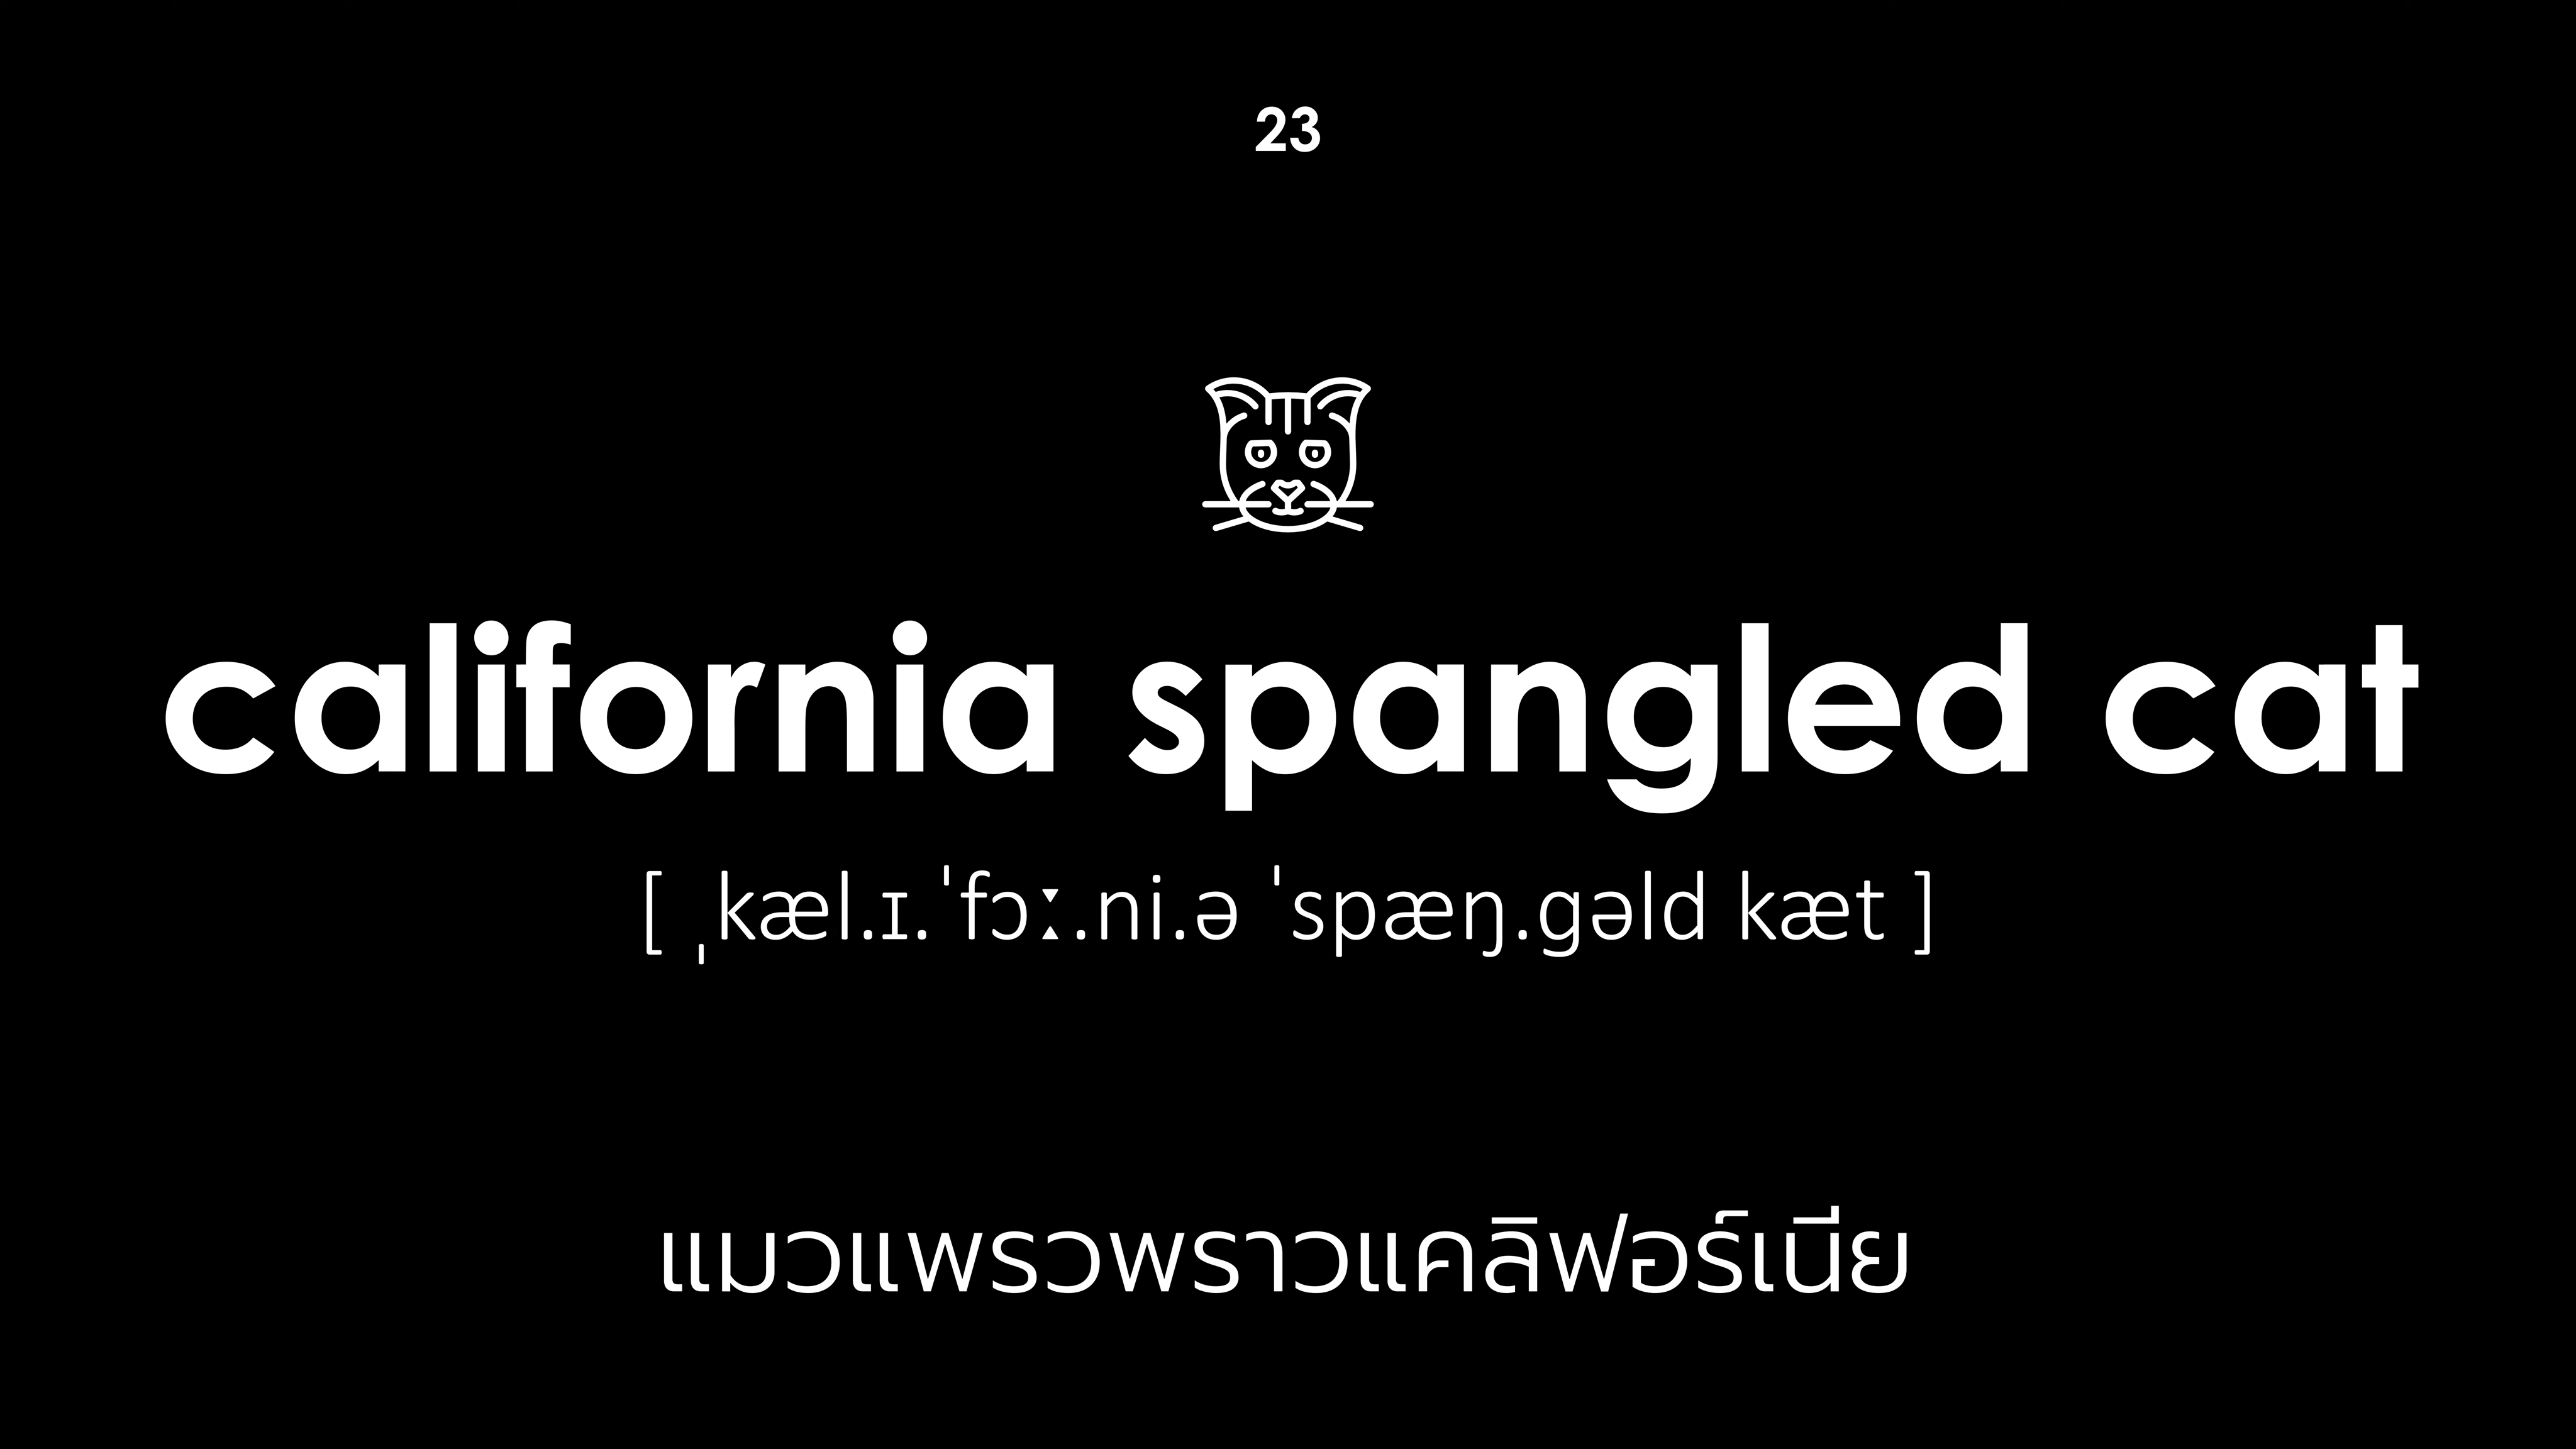 23
california spangled cat
[ ˌkæl.ɪ.ˈfɔː.ni.ə ˈspæŋ.gəld kæt ]
แมวแพรวพราวแคลิฟอร์เนีย